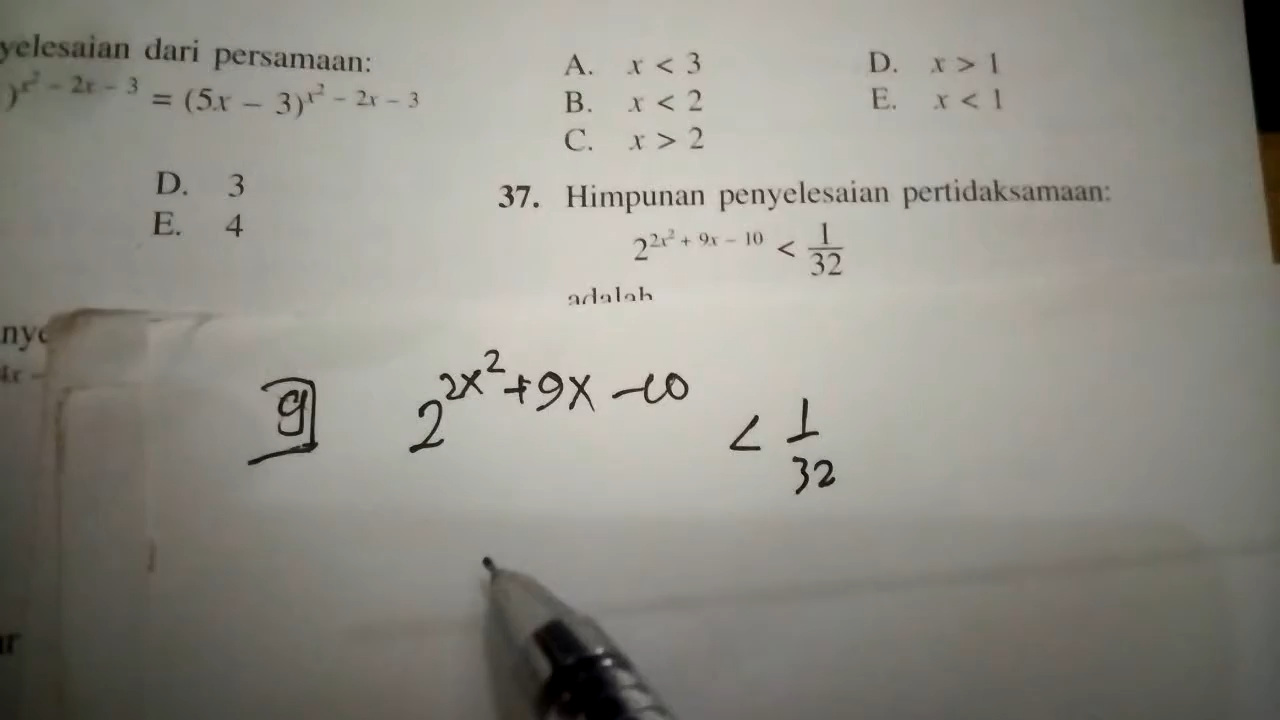 yelesaian dari persamaan:
)^{x² - 2x - 3} = (5x - 3)^{x² - 2x - 3}
D. 3
E. 4
A. x < 3
B. x < 2
C. x > 2
D. x > 1
E. x < 1
37. Himpunan penyelesaian pertidaksamaan:
2^{2x² + 9x - 10} < 1/32
adalah
9 2^{2x² + 9x - 10} < 1/32